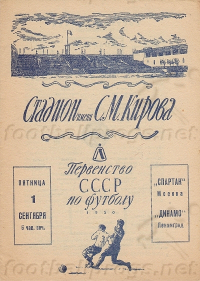 Стадион имени С.М.Кирова
Первенство
СССР
по футболу
1950
ПЯТНИЦА
1
СЕНТЯБРЯ
"СПАРТАК"
Москва
"ДИНАМО"
Ленинград